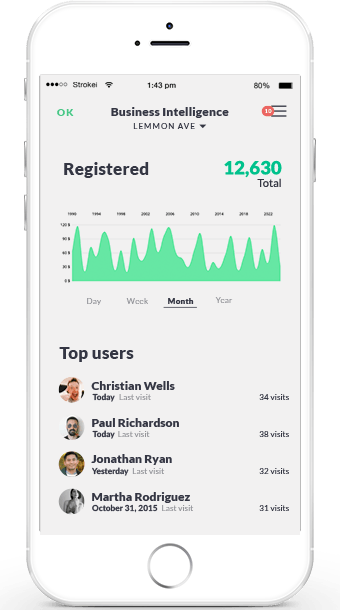 Strokei 1:43 pm 80%
OK Business Intelligence 10
LEMMON AVE
Registered 12,630
Total
1990 1994 1998 2002 2006 2010 2014 2018 2022
120 B
90 B
60 B
30 B
0 B
Day Week Month Year
Top users
Christian Wells
Today Last visit 34 visits
Paul Richardson
Today Last visit 38 visits
Jonathan Ryan
Yesterday Last visit 32 visits
Martha Rodriguez
October 31, 2015 Last visit 31 visits